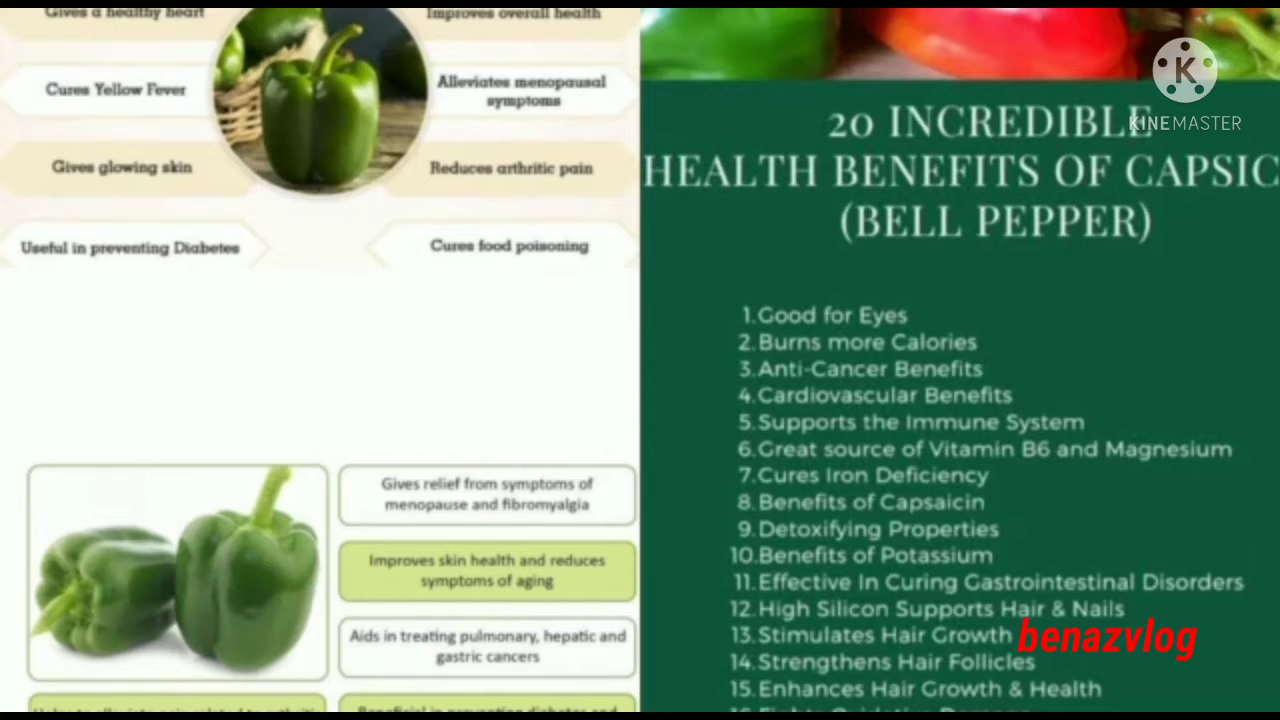 Gives a healthy heart
Improves overall health
Cures Yellow Fever
Alleviates menopausal
symptoms
Gives glowing skin
Reduces arthritic pain
Useful in preventing Diabetes
Cures food poisoning
Gives relief from symptoms of
menopause and fibromyalgia
Improves skin health and reduces
symptoms of aging
Aids in treating pulmonary, hepatic and
gastric cancers
K
KINEMASTER
20 INCREDIBLE
HEALTH BENEFITS OF CAPSIC
(BELL PEPPER)
1.Good for Eyes
2.Burns more Calories
3.Anti-Cancer Benefits
4.Cardiovascular Benefits
5.Supports the Immune System
6.Great source of Vitamin B6 and Magnesium
7.Cures Iron Deficiency
8.Benefits of Capsaicin
9.Detoxifying Properties
10.Benefits of Potassium
11.Effective In Curing Gastrointestinal Disorders
12.High Silicon Supports Hair & Nails
13.Stimulates Hair Growth
benazvlog
14.Strengthens Hair Follicles
15.Enhances Hair Growth & Health